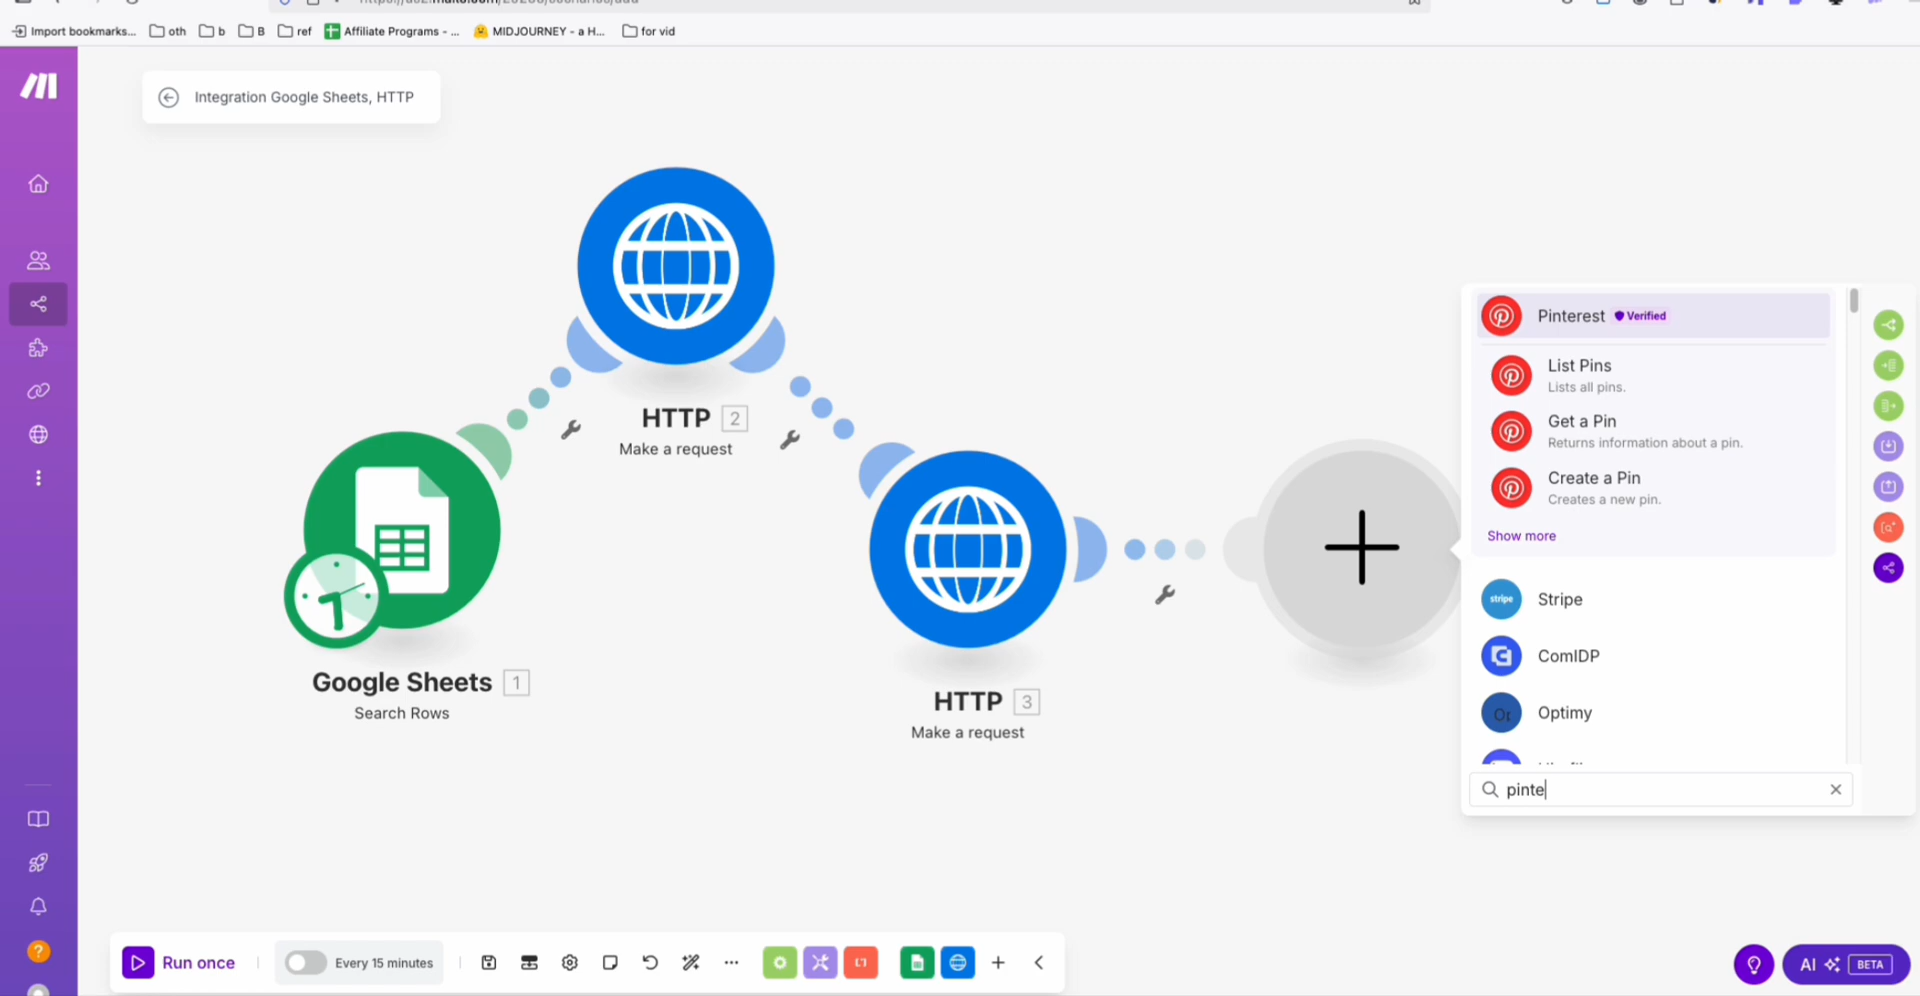 Import bookmarks...
oth
b
B
ref
Affiliate Programs - ...
MIDJOURNEY - a H...
for vid
Integration Google Sheets, HTTP
HTTP 2
Make a request
Google Sheets 1
Search Rows
HTTP 3
Make a request
Pinterest Verified
List Pins
Lists all pins.
Get a Pin
Returns information about a pin.
Create a Pin
Creates a new pin.
Show more
stripe Stripe
ComIDP
Optimy
pinte
Run once
Every 15 minutes
?
AI BETA